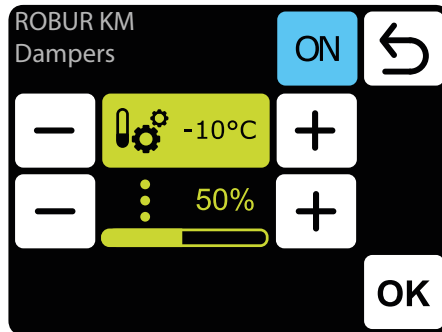 ROBUR KM
Dampers
ON
− -10°C +
− 50% +
OK